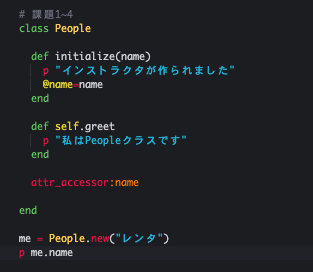 # 課題1~4
class People
def initialize(name)
p "インストラクタが作られました"
@name=name
end
def self.greet
p "私はPeopleクラスです"
end
attr_accessor:name
end
me = People.new("レンタ")
p me.name